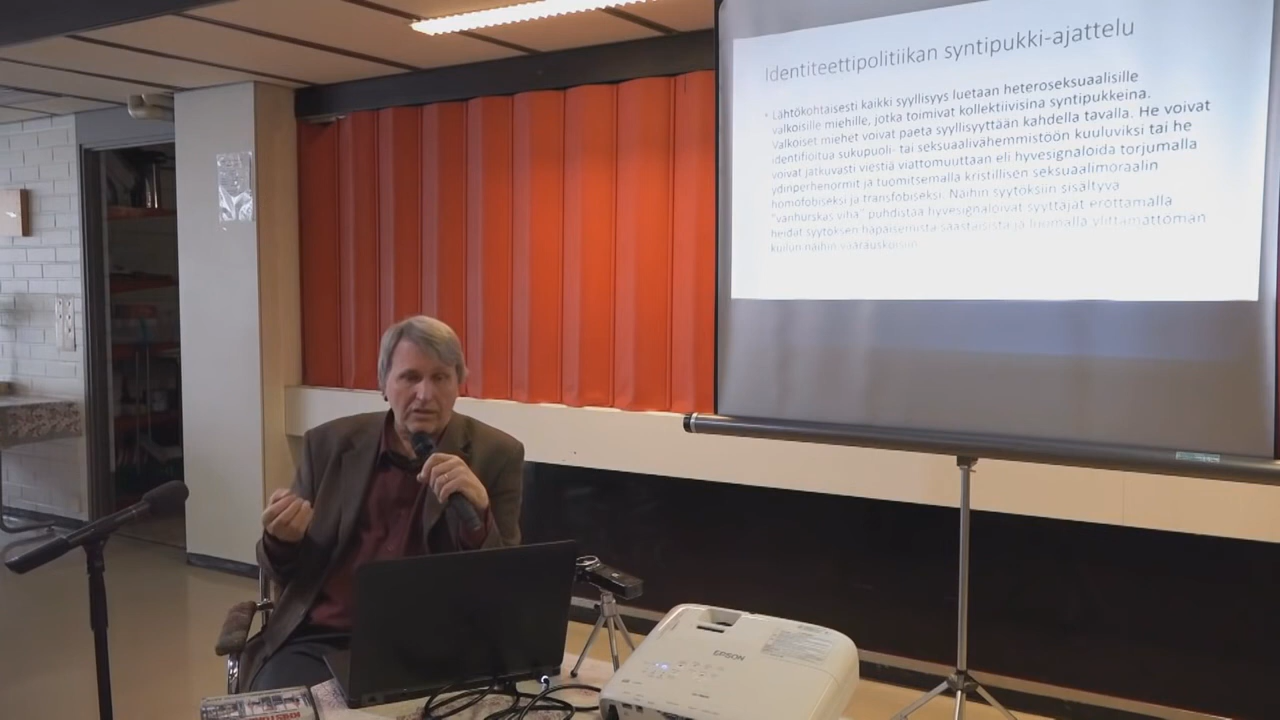 Identiteettipolitiikan syntipukki-ajattelu
• Lähtökohtaisesti kaikki syyllisyys luetaan heteroseksuaalisille
valkoisille miehille, jotka toimivat kollektiivisina syntipukkeina.
Valkoiset miehet voivat paeta syyllisyyttään kahdella tavalla. He voivat
identifioitua sukupuoli- tai seksuaalivähemmistöön kuuluviksi tai he
voivat jatkuvasti viestiä viattomuuttaan eli hyvesignaloida torjumalla
ydinperhenormit ja tuomitsemalla kristillisen seksuaalimoraalin
homofobiseksi ja transfobiseksi. Näihin syytöksiin sisältyvä
"vanhurskas viha" puhdistaa hyvesignaloivat syyttäjät erottamalla
heidät syytöksen häpäisemistä saastaisista ja luomalla ylittämättömän
kuilun näihin
EPSON